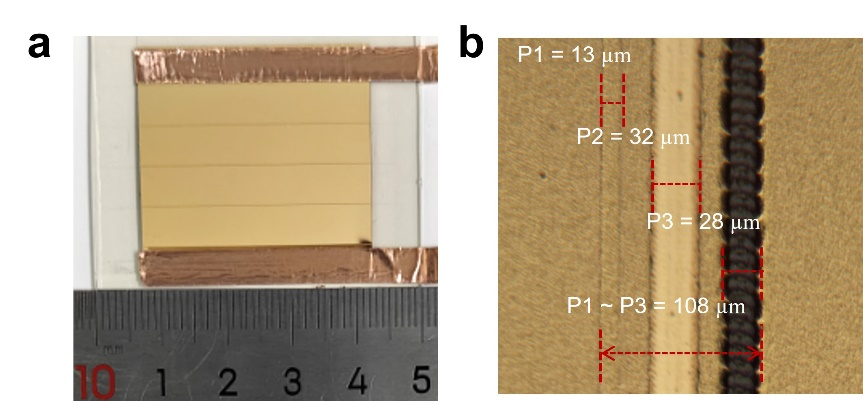 a
b
P1 = 13 μm
P2 = 32 μm
P3 = 28 μm
P1 ~ P3 = 108 μm
10 1 2 3 4 5